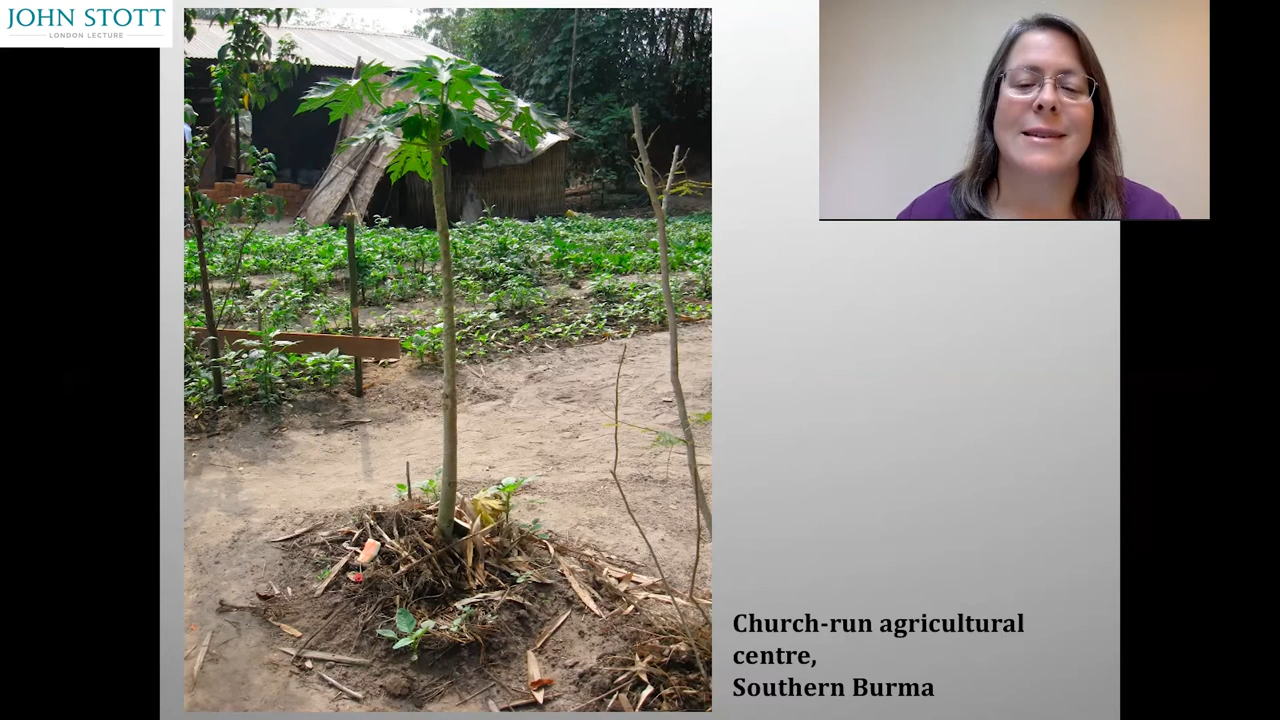 JOHN STOTT
LONDON LECTURE
Church-run agricultural
centre,
Southern Burma